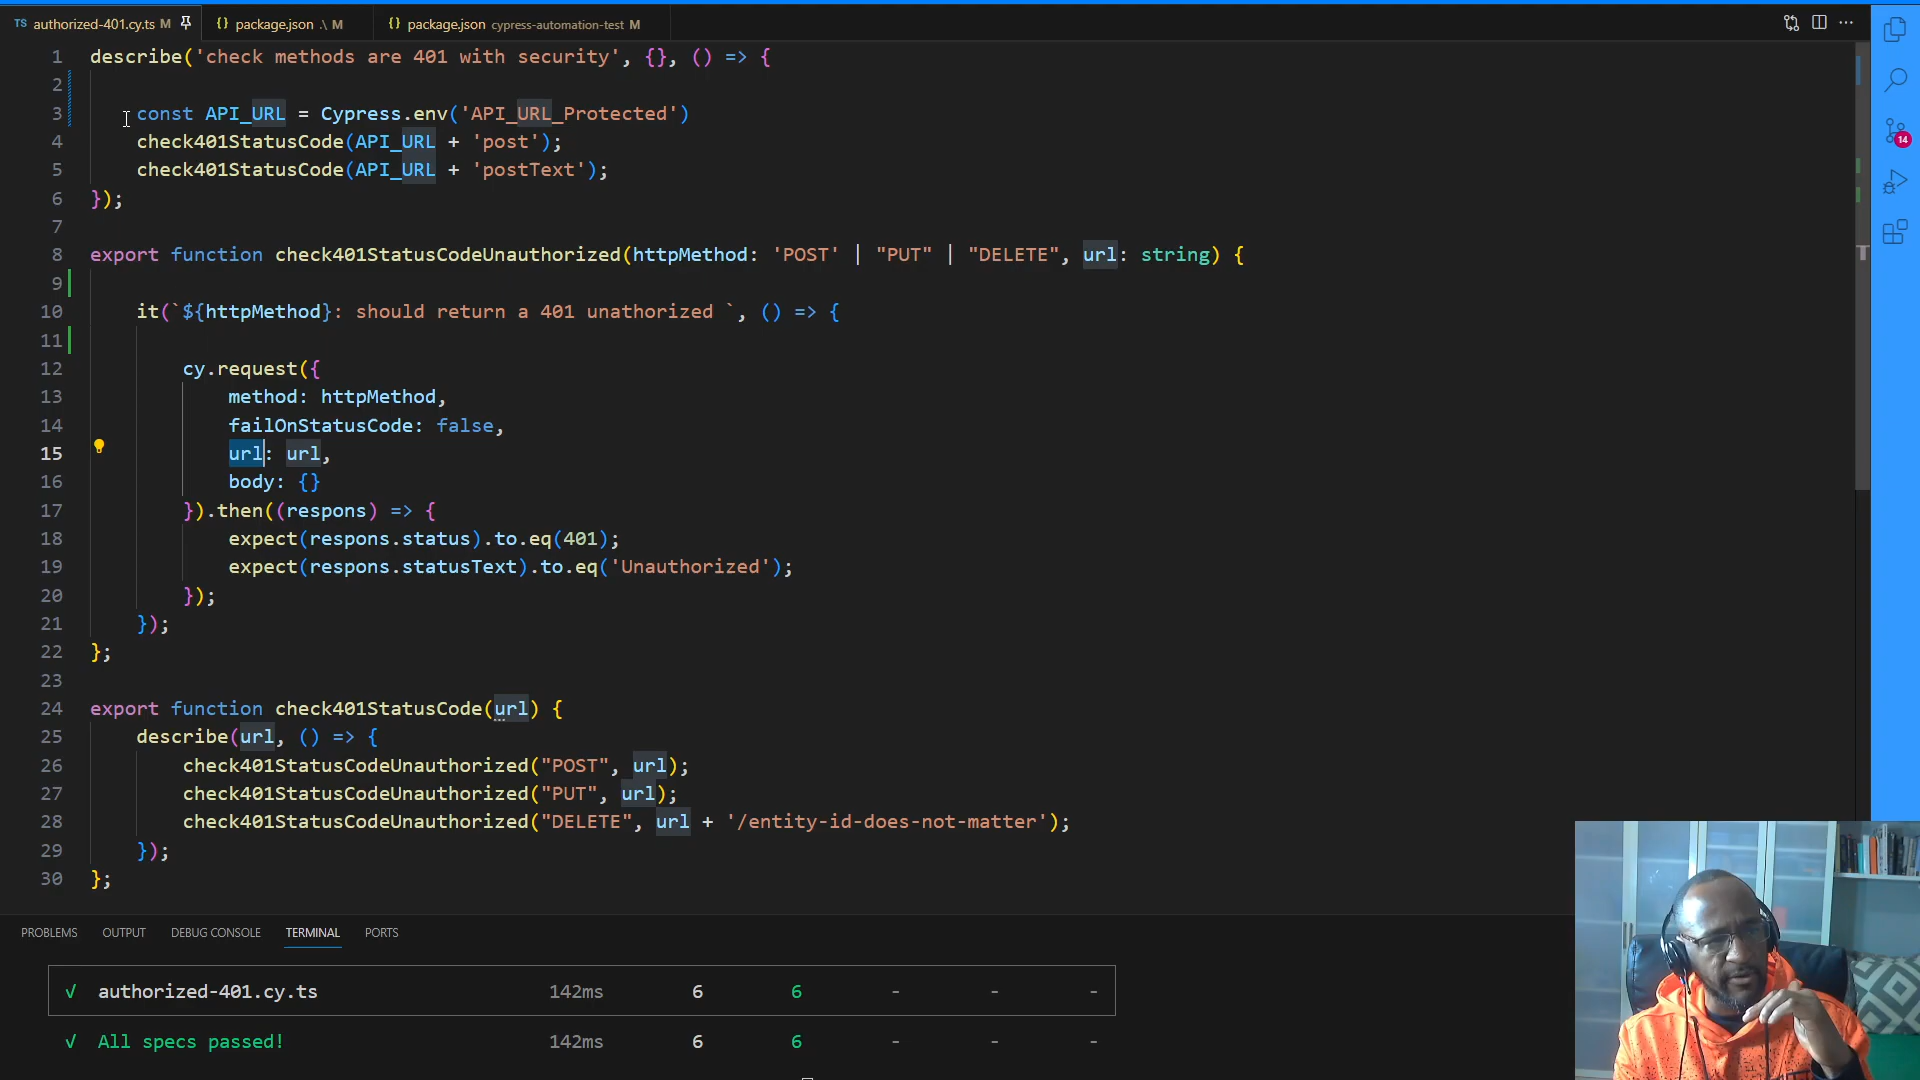 TS authorized-401.cy.ts M {} package.json .\ M {} package.json cypress-automation-test M
1 describe('check methods are 401 with security', {}, () => {
2
3 const API_URL = Cypress.env('API_URL_Protected')
4 check401StatusCode(API_URL + 'post');
5 check401StatusCode(API_URL + 'postText');
6 });
7
8 export function check401StatusCodeUnauthorized(httpMethod: 'POST' | "PUT" | "DELETE", url: string) {
9
10 it(`${httpMethod}: should return a 401 unathorized `, () => {
11
12 cy.request({
13 method: httpMethod,
14 failOnStatusCode: false,
15 url: url,
16 body: {}
17 }).then((respons) => {
18 expect(respons.status).to.eq(401);
19 expect(respons.statusText).to.eq('Unauthorized');
20 });
21 });
22 };
23
24 export function check401StatusCode(url) {
25 describe(url, () => {
26 check401StatusCodeUnauthorized("POST", url);
27 check401StatusCodeUnauthorized("PUT", url);
28 check401StatusCodeUnauthorized("DELETE", url + '/entity-id-does-not-matter');
29 });
30 };
14
PROBLEMS OUTPUT DEBUG CONSOLE TERMINAL PORTS
√ authorized-401.cy.ts 142ms 6 6 - - -
√ All specs passed! 142ms 6 6 - - -